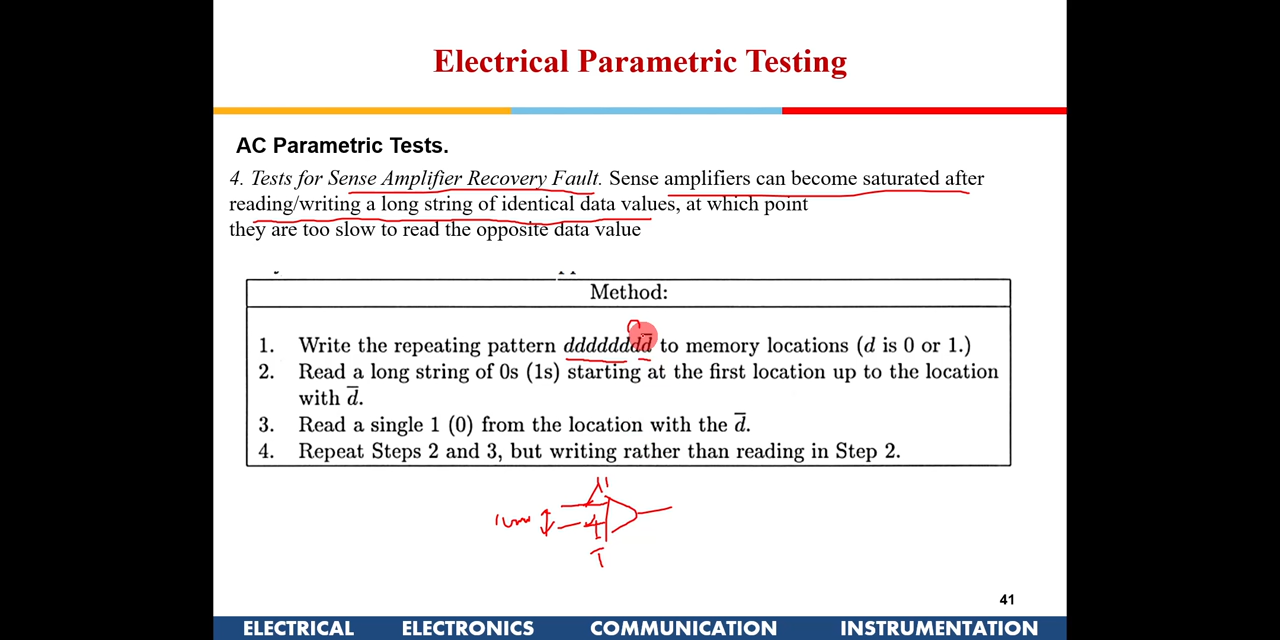 Electrical Parametric Testing
AC Parametric Tests.
4. Tests for Sense Amplifier Recovery Fault. Sense amplifiers can become saturated after
reading/writing a long string of identical data values, at which point
they are too slow to read the opposite data value
Method:
1. Write the repeating pattern dddddddd̅ to memory locations (d is 0 or 1.)
2. Read a long string of 0s (1s) starting at the first location up to the location
with d̅.
3. Read a single 1 (0) from the location with the d̅.
4. Repeat Steps 2 and 3, but writing rather than reading in Step 2.
41
ELECTRICAL ELECTRONICS COMMUNICATION INSTRUMENTATION